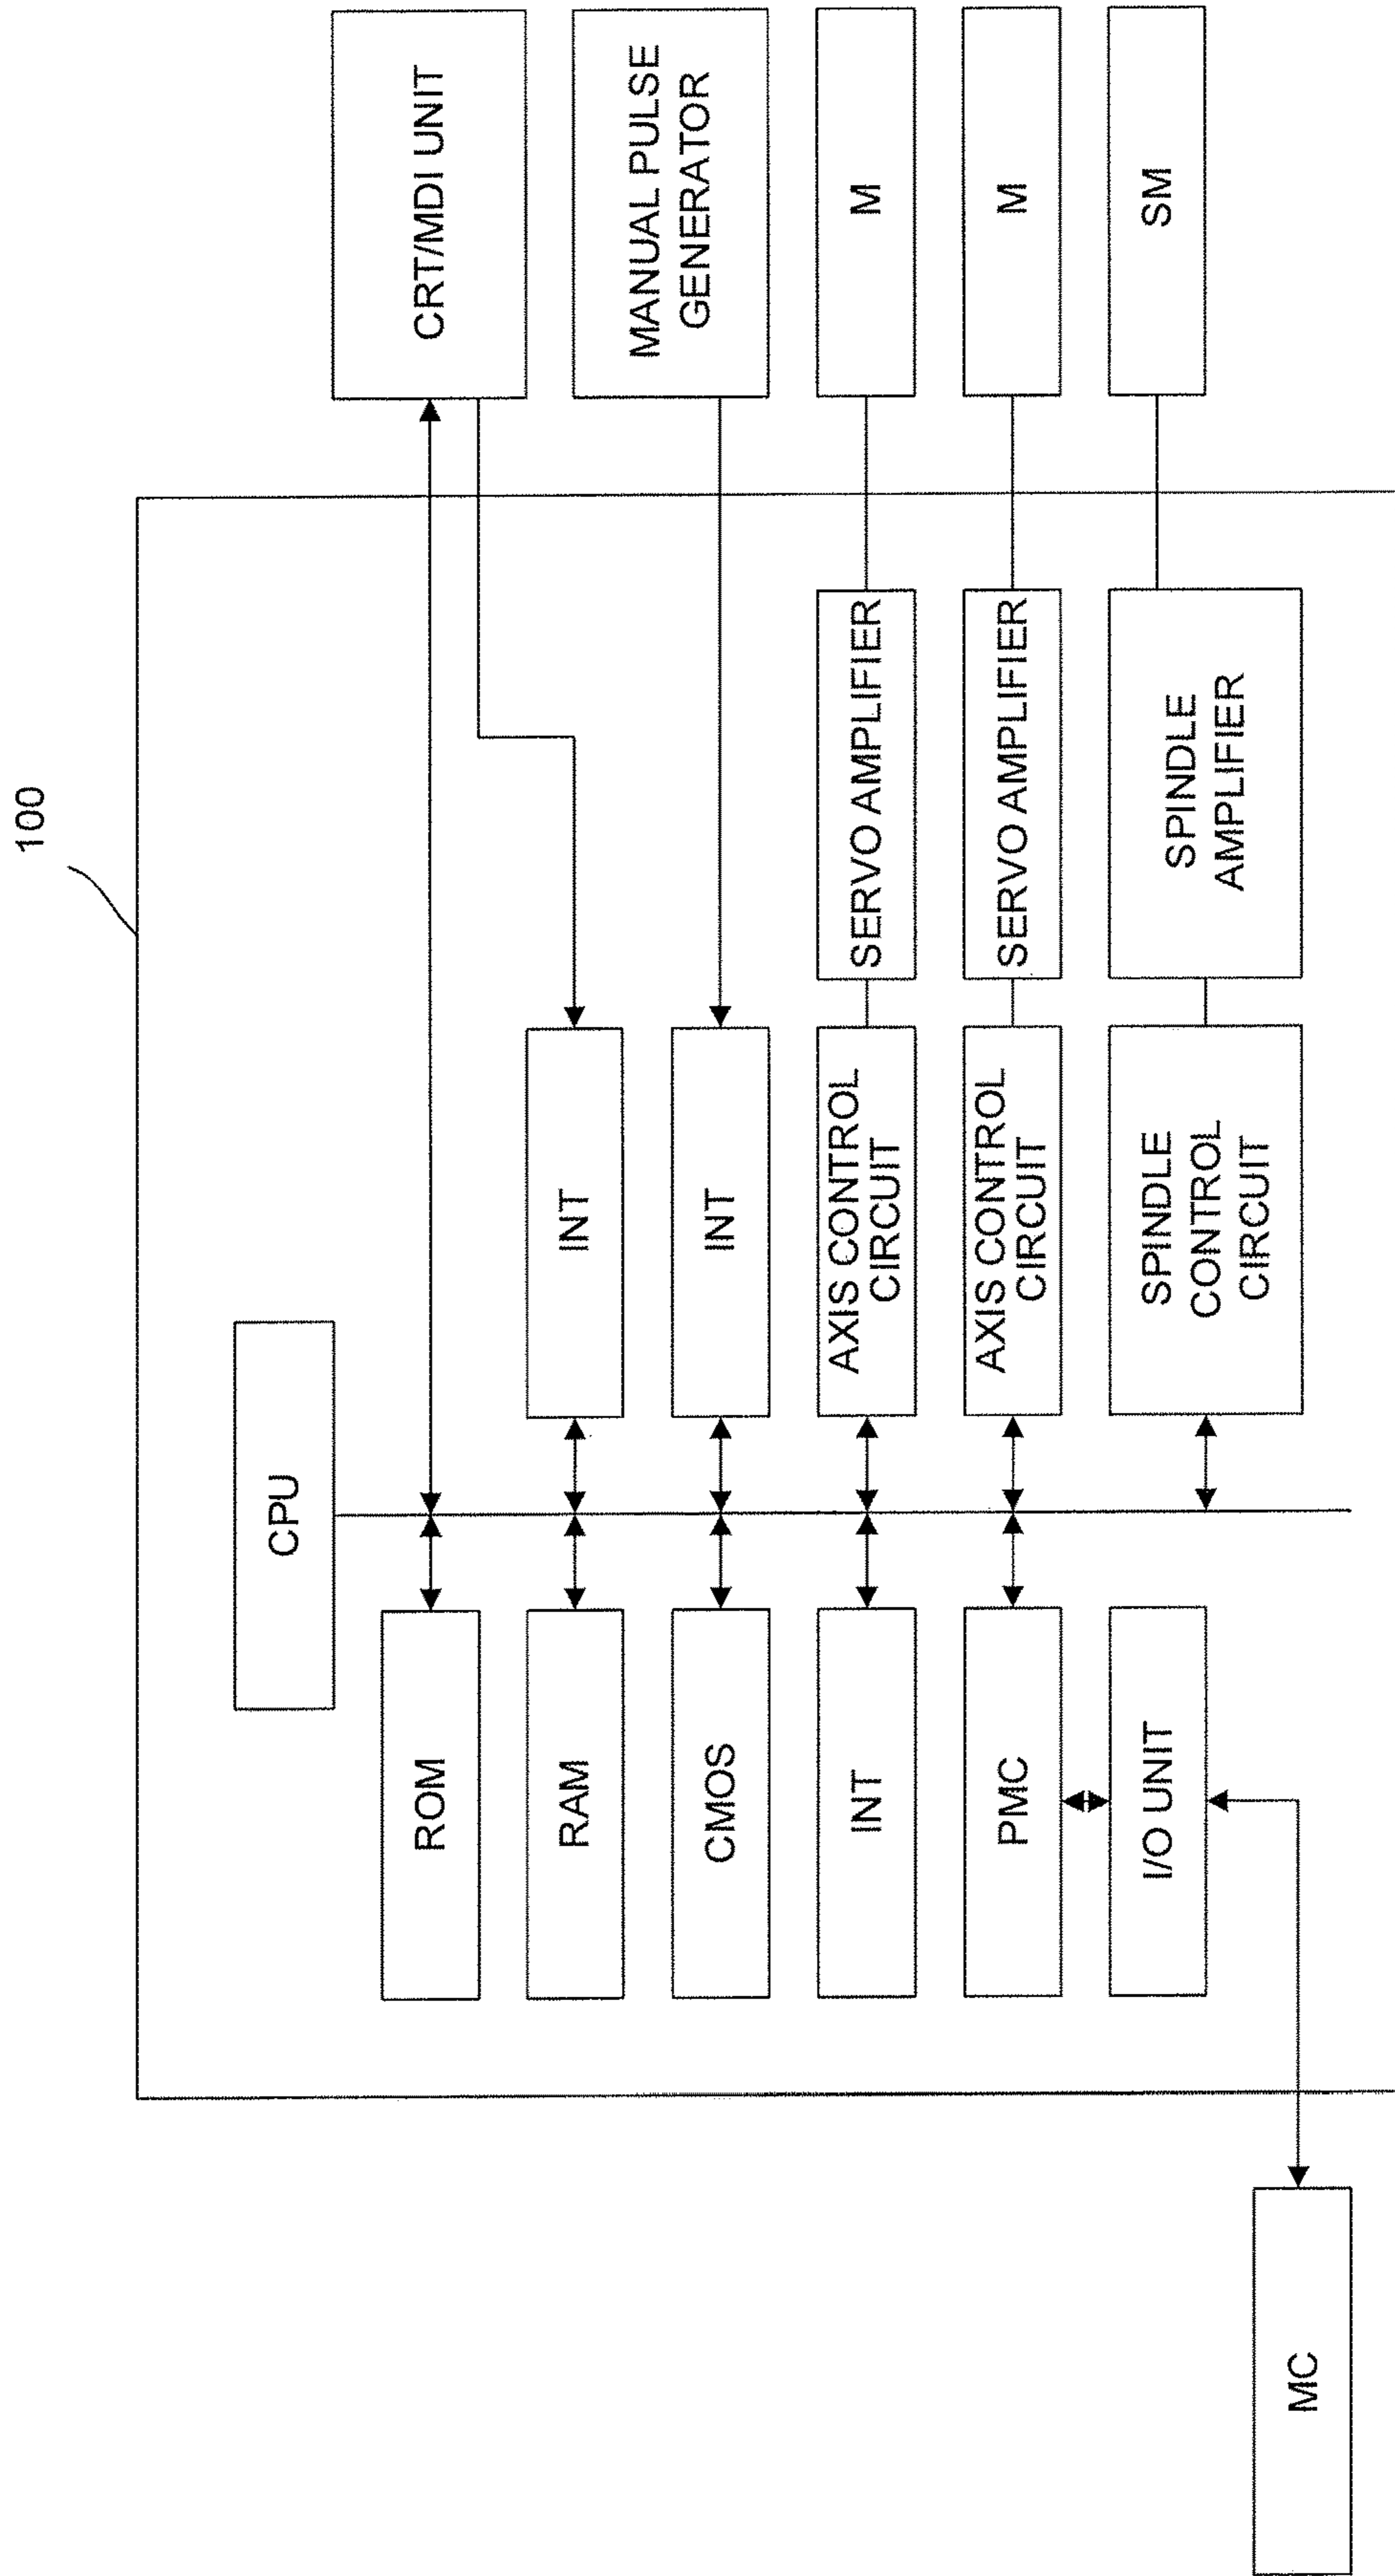 100
CPU
ROM
CRT/MDI UNIT
RAM
INT
CMOS
INT
MANUAL PULSE
GENERATOR
INT
AXIS CONTROL
CIRCUIT
SERVO AMPLIFIER
M
PMC
AXIS CONTROL
CIRCUIT
SERVO AMPLIFIER
M
I/O UNIT
SPINDLE
CONTROL
CIRCUIT
SPINDLE
AMPLIFIER
SM
MC